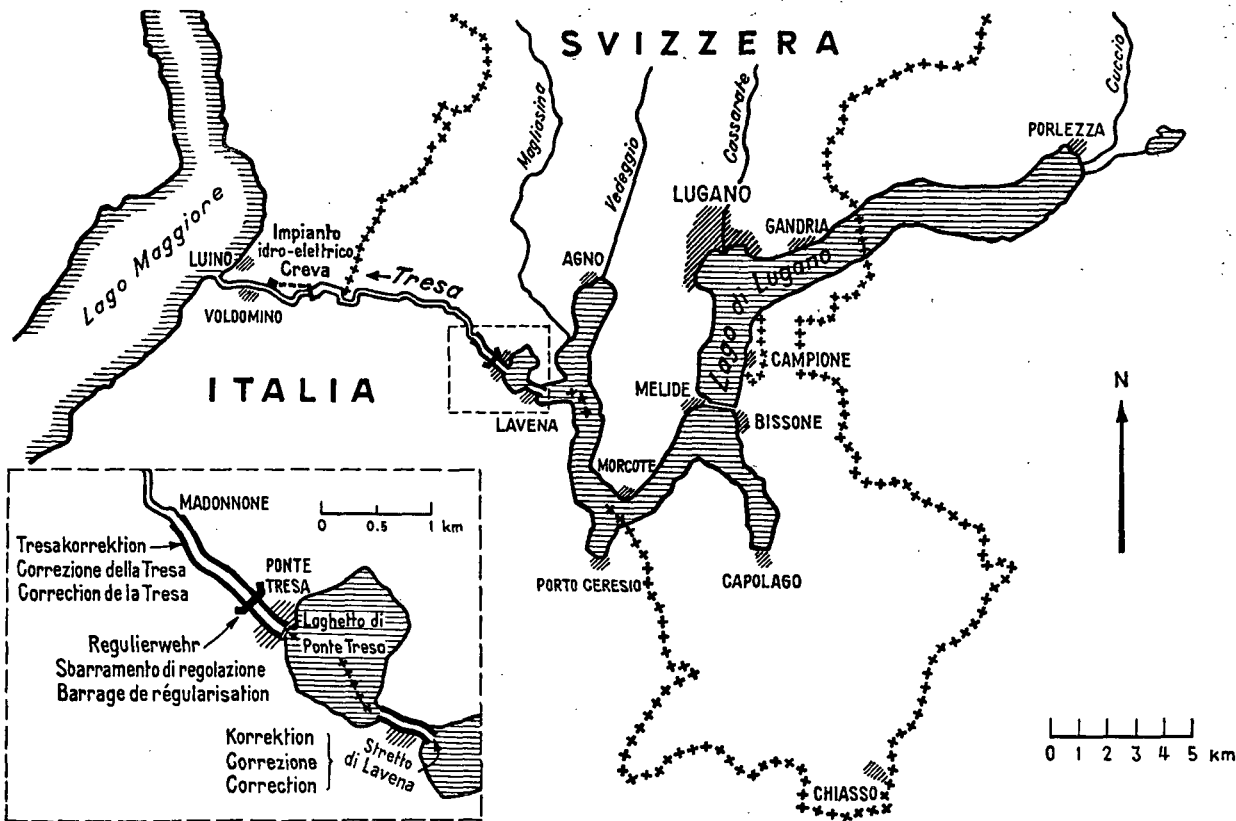 SVIZZERA
Magliasina
Vedeggio
Cassarate
Cuccio
PORLEZZA
LUGANO
GANDRIA
Lago di Lugano
Lago Maggiore
LUINO
Impianto
idro-elettrico
Creva
Tresa
AGNO
VOLDOMINO
CAMPIONE
ITALIA
MELIDE
BISSONE
LAVENA
N
MORCOTE
PORTO CERESIO
CAPOLAGO
CHIASSO
0 1 2 3 4 5 km
MADONNONE
0 0.5 1 km
Tresakorrektion
Correzione della Tresa
Correction de la Tresa
PONTE
TRESA
Laghetto di
Ponte Tresa
Regulierwehr
Sbarramento di regolazione
Barrage de régularisation
Korrektion
Correzione
Correction
Stretto
di Lavena